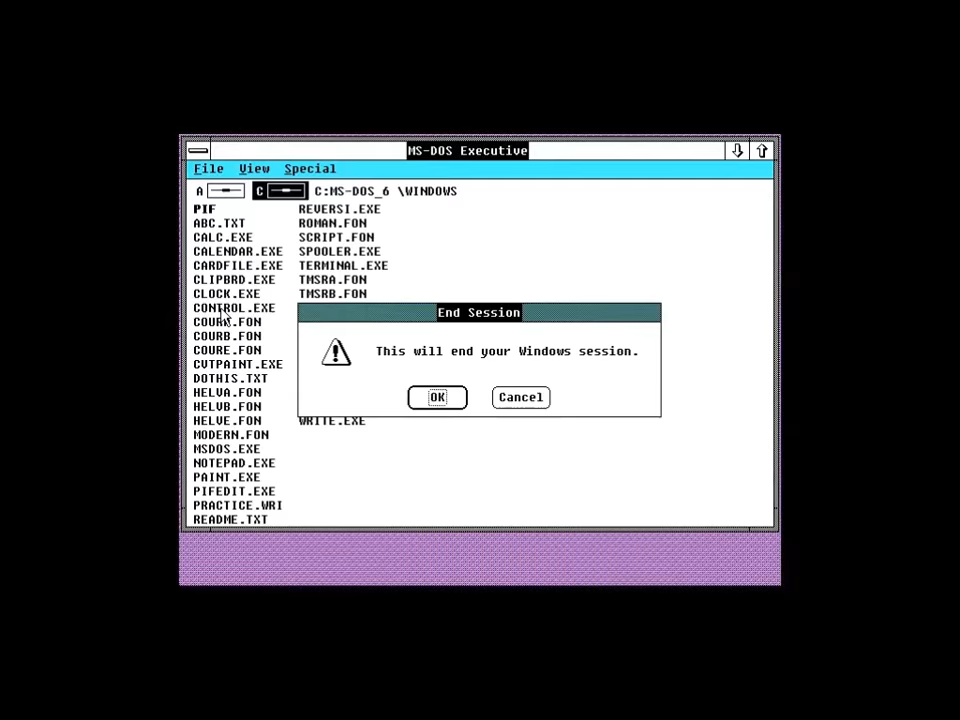 MS-DOS Executive
File View Special
A C C:MS-DOS_6 \WINDOWS
PIF
ABC.TXT
CALC.EXE
CALENDAR.EXE
CARDFILE.EXE
CLIPBRD.EXE
CLOCK.EXE
CONTROL.EXE
COURA.FON
COURB.FON
COURE.FON
CVTPAINT.EXE
DOTHIS.TXT
HELVA.FON
HELVB.FON
HELVE.FON
MODERN.FON
MSDOS.EXE
NOTEPAD.EXE
PAINT.EXE
PIFEDIT.EXE
PRACTICE.WRI
README.TXT
REVERSI.EXE
ROMAN.FON
SCRIPT.FON
SPOOLER.EXE
TERMINAL.EXE
TMSRA.FON
TMSRB.FON
WRITE.EXE
End Session
This will end your Windows session.
OK Cancel